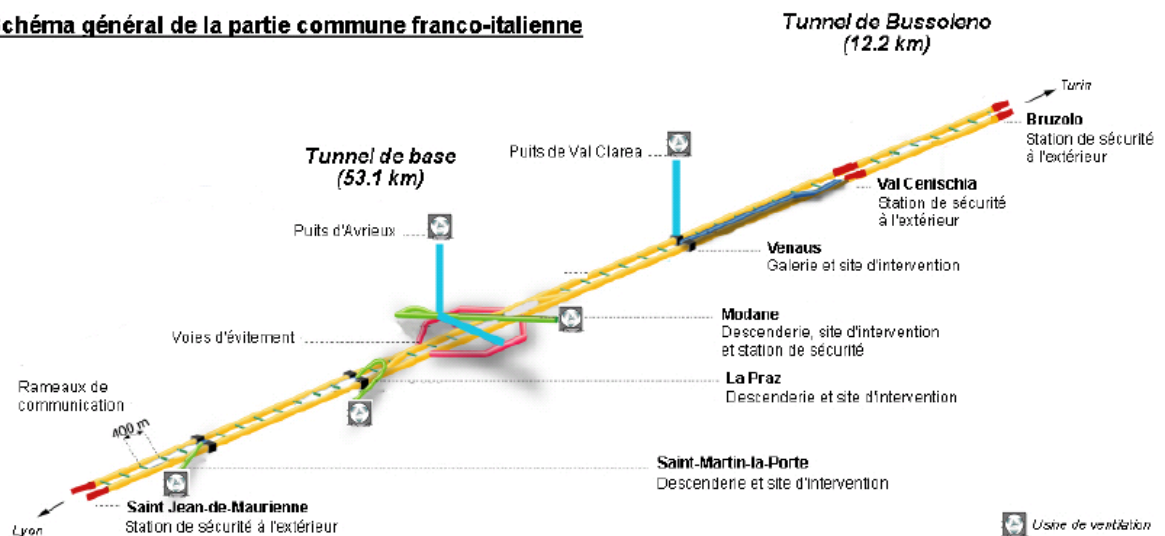 chéma général de la partie commune franco-italienne
Tunnel de Bussoleno
(12.2 km)
Turin
Bruzolo
Station de sécurité
à l'extérieur
Puits de Val Clarea
Tunnel de base
(53.1 km)
Val Cenischia
Station de sécurité
à l'extérieur
Puits d'Avrieux
Venaus
Galerie et site d'intervention
Modane
Descenderie, site d'intervention
et station de sécurité
Voies d'évitement
La Praz
Descenderie et site d'intervention
Rameaux de
communication
400 m
Saint-Martin-la-Porte
Descenderie et site d'intervention
Saint Jean-de-Maurienne
Station de sécurité à l'extérieur
Lyon
Usine de ventilation